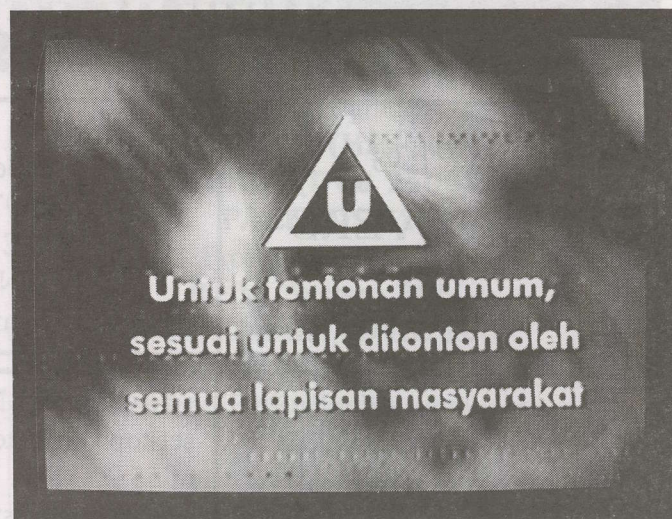 U
Untuk tontonan umum,
sesuai untuk ditonton oleh
semua lapisan masyarakat